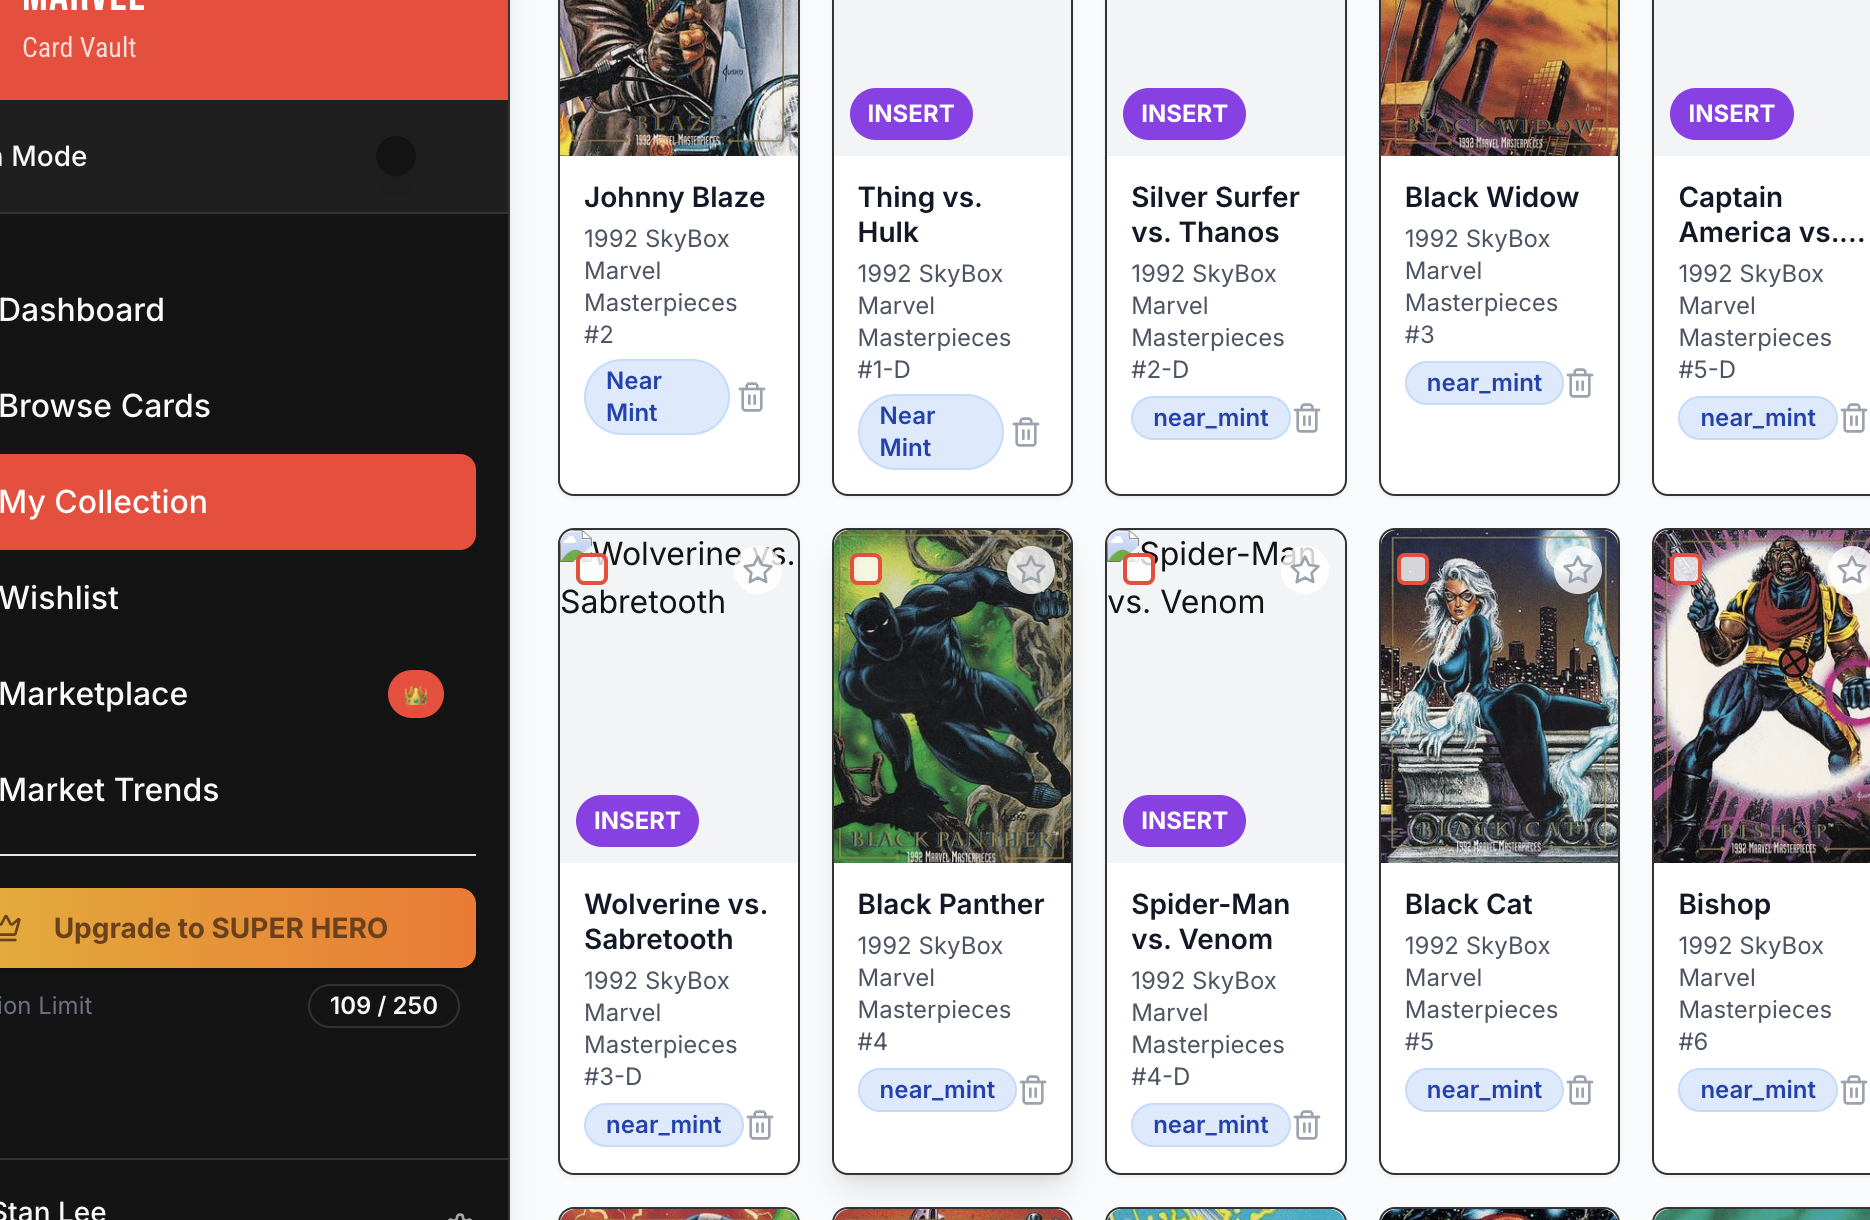 MARVEL
Card Vault
Mode
Dashboard
Browse Cards
My Collection
Wishlist
Marketplace
Market Trends
Upgrade to SUPER HERO
ion Limit
109 / 250
Stan Lee
BLAZE
1992 MARVEL MASTERPIECES
Johnny Blaze
1992 SkyBox
Marvel
Masterpieces
#2
Near
Mint
INSERT
Thing vs.
Hulk
1992 SkyBox
Marvel
Masterpieces
#1-D
Near
Mint
INSERT
Silver Surfer
vs. Thanos
1992 SkyBox
Marvel
Masterpieces
#2-D
near_mint
BLACK WIDOW
1992 MARVEL MASTERPIECES
Black Widow
1992 SkyBox
Marvel
Masterpieces
#3
near_mint
INSERT
Captain
America vs....
1992 SkyBox
Marvel
Masterpieces
#5-D
near_mint
Wolverine vs.
Sabretooth
INSERT
Wolverine vs.
Sabretooth
1992 SkyBox
Marvel
Masterpieces
#3-D
near_mint
BLACK PANTHER
1992 MARVEL MASTERPIECES
Black Panther
1992 SkyBox
Marvel
Masterpieces
#4
near_mint
Spider-Man
vs. Venom
INSERT
Spider-Man
vs. Venom
1992 SkyBox
Marvel
Masterpieces
#4-D
near_mint
BLACK CAT
1992 MARVEL MASTERPIECES
Black Cat
1992 SkyBox
Marvel
Masterpieces
#5
near_mint
BISHOP
1992 MARVEL MASTERPIECES
Bishop
1992 SkyBox
Marvel
Masterpieces
#6
near_mint